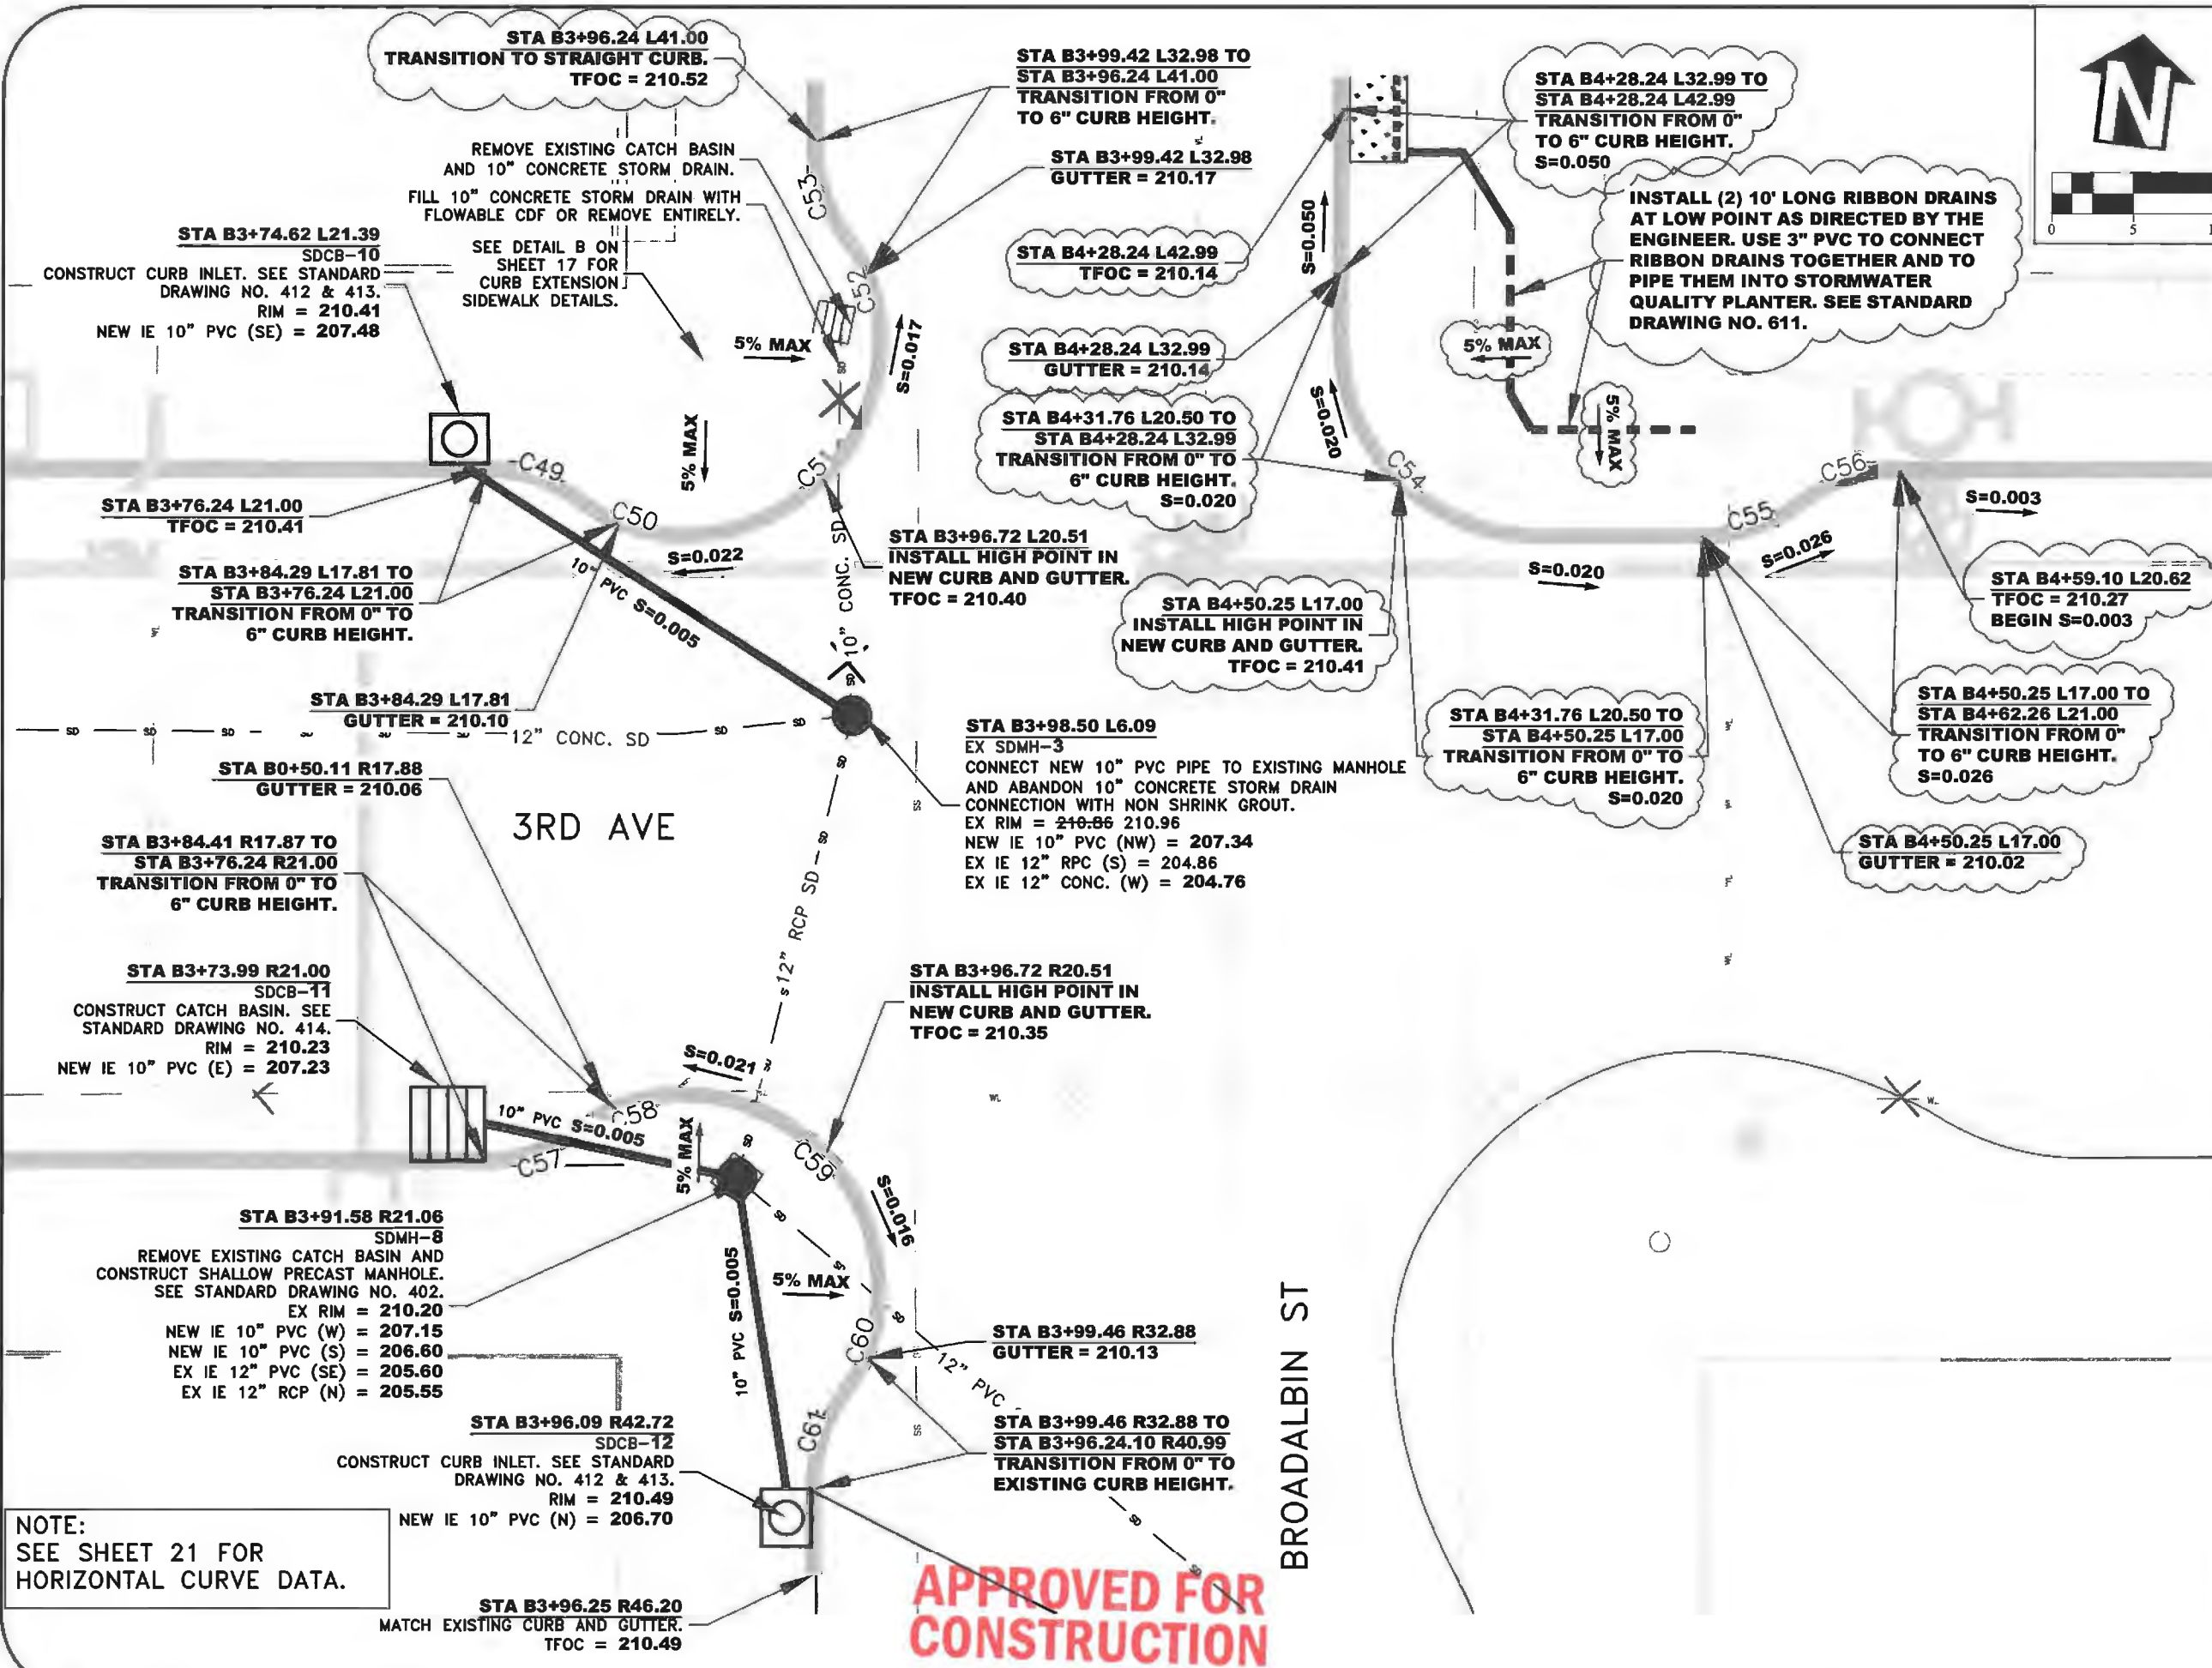 STA B3+96.24 L41.00
TRANSITION TO STRAIGHT CURB.
TFOC = 210.52
REMOVE EXISTING CATCH BASIN
AND 10" CONCRETE STORM DRAIN.
FILL 10" CONCRETE STORM DRAIN WITH
FLOWABLE CDF OR REMOVE ENTIRELY.
SEE DETAIL B ON
SHEET 17 FOR
CURB EXTENSION
SIDEWALK DETAILS.
STA B3+74.62 L21.39
SDCB-10
CONSTRUCT CURB INLET. SEE STANDARD
DRAWING NO. 412 & 413.
RIM = 210.41
NEW IE 10" PVC (SE) = 207.48
STA B3+99.42 L32.98 TO
STA B3+96.24 L41.00
TRANSITION FROM 0"
TO 6" CURB HEIGHT.
STA B3+99.42 L32.98
GUTTER = 210.17
STA B4+28.24 L42.99
TFOC = 210.14
STA B4+28.24 L32.99
GUTTER = 210.14
STA B4+31.76 L20.50 TO
STA B4+28.24 L32.99
TRANSITION FROM 0" TO
6" CURB HEIGHT.
S=0.020
STA B4+28.24 L32.99 TO
STA B4+28.24 L42.99
TRANSITION FROM 0"
TO 6" CURB HEIGHT.
S=0.050
INSTALL (2) 10' LONG RIBBON DRAINS
AT LOW POINT AS DIRECTED BY THE
ENGINEER. USE 3" PVC TO CONNECT
RIBBON DRAINS TOGETHER AND TO
PIPE THEM INTO STORMWATER
QUALITY PLANTER. SEE STANDARD
DRAWING NO. 611.
N
0 5 1
C53
C52
S=0.017
5% MAX
5% MAX
SD
C51
C49
C50
S=0.050
S=0.020
5% MAX
5% MAX
C54
C55
C56
S=0.003
S=0.026
S=0.020
STA B3+76.24 L21.00
TFOC = 210.41
STA B3+84.29 L17.81 TO
STA B3+76.24 L21.00
TRANSITION FROM 0" TO
6" CURB HEIGHT.
S=0.022
10" PVC S=0.005
10" CONC. SD
STA B3+96.72 L20.51
INSTALL HIGH POINT IN
NEW CURB AND GUTTER.
TFOC = 210.40
STA B4+50.25 L17.00
INSTALL HIGH POINT IN
NEW CURB AND GUTTER.
TFOC = 210.41
STA B4+59.10 L20.62
TFOC = 210.27
BEGIN S=0.003
STA B4+31.76 L20.50 TO
STA B4+50.25 L17.00
TRANSITION FROM 0" TO
6" CURB HEIGHT.
S=0.020
STA B4+50.25 L17.00 TO
STA B4+62.26 L21.00
TRANSITION FROM 0"
TO 6" CURB HEIGHT.
S=0.026
STA B4+50.25 L17.00
GUTTER = 210.02
STA B3+84.29 L17.81
GUTTER = 210.10
SD SD SD 12" CONC. SD SD SD
STA B0+50.11 R17.88
GUTTER = 210.06
3RD AVE
STA B3+98.50 L6.09
EX SDMH-3
CONNECT NEW 10" PVC PIPE TO EXISTING MANHOLE
AND ABANDON 10" CONCRETE STORM DRAIN
CONNECTION WITH NON SHRINK GROUT.
EX RIM = 210.86 210.96
NEW IE 10" PVC (NW) = 207.34
EX IE 12" RPC (S) = 204.86
EX IE 12" CONC. (W) = 204.76
STA B3+84.41 R17.87 TO
STA B3+76.24 R21.00
TRANSITION FROM 0" TO
6" CURB HEIGHT.
12" RCP SD
STA B3+73.99 R21.00
SDCB-11
CONSTRUCT CATCH BASIN. SEE
STANDARD DRAWING NO. 414.
RIM = 210.23
NEW IE 10" PVC (E) = 207.23
STA B3+96.72 R20.51
INSTALL HIGH POINT IN
NEW CURB AND GUTTER.
TFOC = 210.35
S=0.021
C58
10" PVC S=0.005
C57
5% MAX
C59
S=0.016
WL
WL
STA B3+91.58 R21.06
SDMH-8
REMOVE EXISTING CATCH BASIN AND
CONSTRUCT SHALLOW PRECAST MANHOLE.
SEE STANDARD DRAWING NO. 402.
EX RIM = 210.20
NEW IE 10" PVC (W) = 207.15
NEW IE 10" PVC (S) = 206.60
EX IE 12" PVC (SE) = 205.60
EX IE 12" RCP (N) = 205.55
10" PVC S=0.005
5% MAX
C60
12" PVC
C61
STA B3+99.46 R32.88
GUTTER = 210.13
STA B3+99.46 R32.88 TO
STA B3+96.24.10 R40.99
TRANSITION FROM 0" TO
EXISTING CURB HEIGHT.
BROADALBIN ST
STA B3+96.09 R42.72
SDCB-12
CONSTRUCT CURB INLET. SEE STANDARD
DRAWING NO. 412 & 413.
RIM = 210.49
NEW IE 10" PVC (N) = 206.70
NOTE:
SEE SHEET 21 FOR
HORIZONTAL CURVE DATA.
STA B3+96.25 R46.20
MATCH EXISTING CURB AND GUTTER.
TFOC = 210.49
APPROVED FOR
CONSTRUCTION